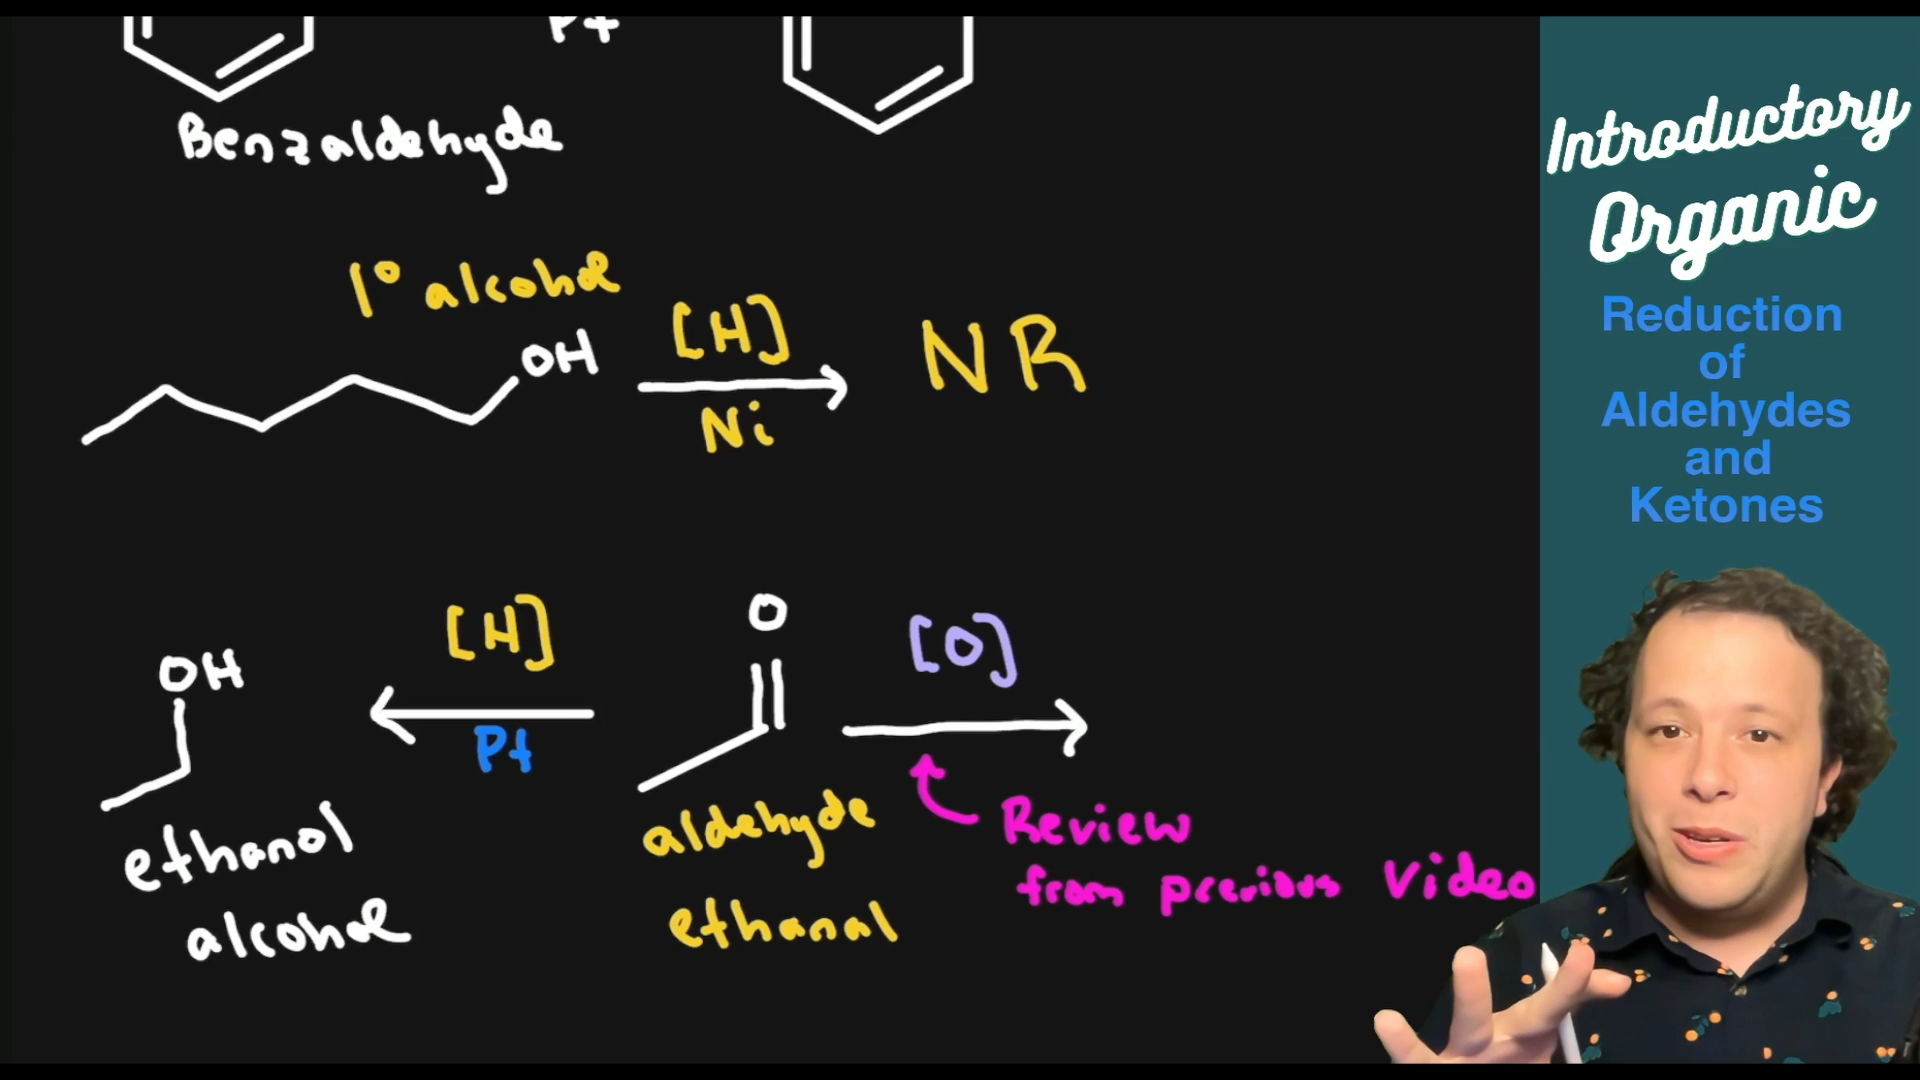 Pt
Benzaldehyde
1° alcohol
OH
[H]
Ni
NR
OH
[H]
Pt
ethanol
alcohol
O
aldehyde
ethanal
[O]
Review
from previous Video
Introductory
Organic
Reduction
of
Aldehydes
and
Ketones